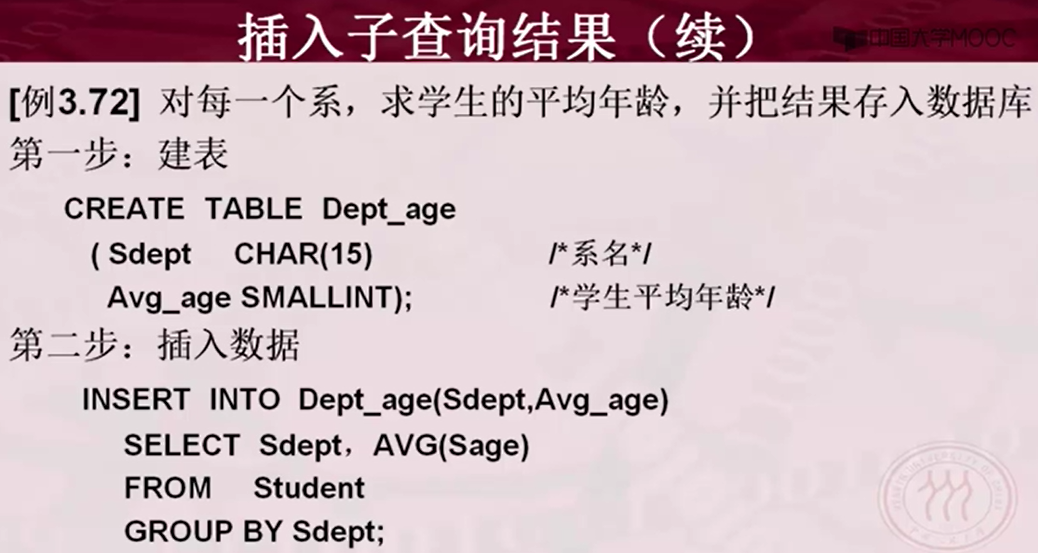 插入子查询结果（续）
中国大学MOOC
[例3.72] 对每一个系，求学生的平均年龄，并把结果存入数据库
第一步：建表
CREATE TABLE Dept_age
( Sdept CHAR(15) /*系名*/
Avg_age SMALLINT); /*学生平均年龄*/
第二步：插入数据
INSERT INTO Dept_age(Sdept,Avg_age)
SELECT Sdept，AVG(Sage)
FROM Student
GROUP BY Sdept;